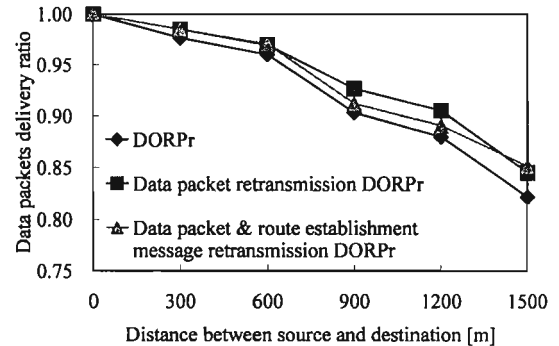 1.00
0.95
0.90
0.85
0.80
0.75
Data packets delivery ratio
DORPr
Data packet retransmission DORPr
Data packet & route establishment
message retransmission DORPr
0
300
600
900
1200
1500
Distance between source and destination [m]